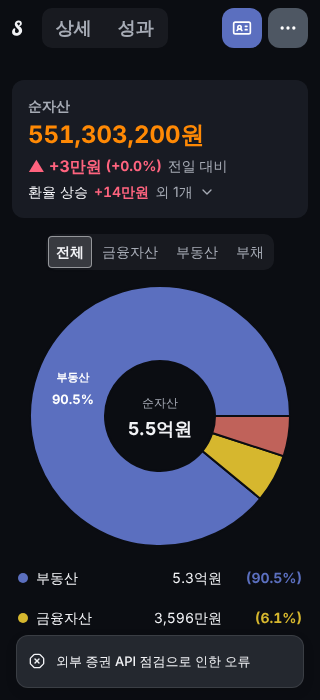 상세 성과
순자산
551,303,200원
▲ +3만원 (+0.0%) 전일 대비
환율 상승 +14만원 외 1개
전체 금융자산 부동산 부채
부동산
90.5%
순자산
5.5억원
부동산 5.3억원 (90.5%)
금융자산 3,596만원 (6.1%)
외부 증권 API 점검으로 인한 오류